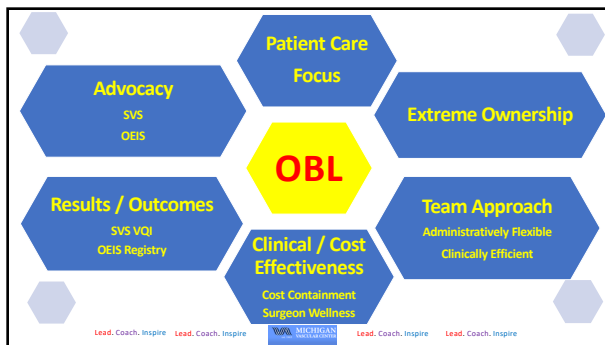 Patient Care
Focus
Advocacy
SVS
OEIS
Extreme Ownership
OBL
Results / Outcomes
SVS VQI
OEIS Registry
Team Approach
Administratively Flexible
Clinically Efficient
Clinical / Cost
Effectiveness
Cost Containment
Surgeon Wellness
Lead. Coach. Inspire Lead. Coach. Inspire MICHIGAN Lead. Coach. Inspire Lead. Coach. Inspire
VASCULAR CENTER